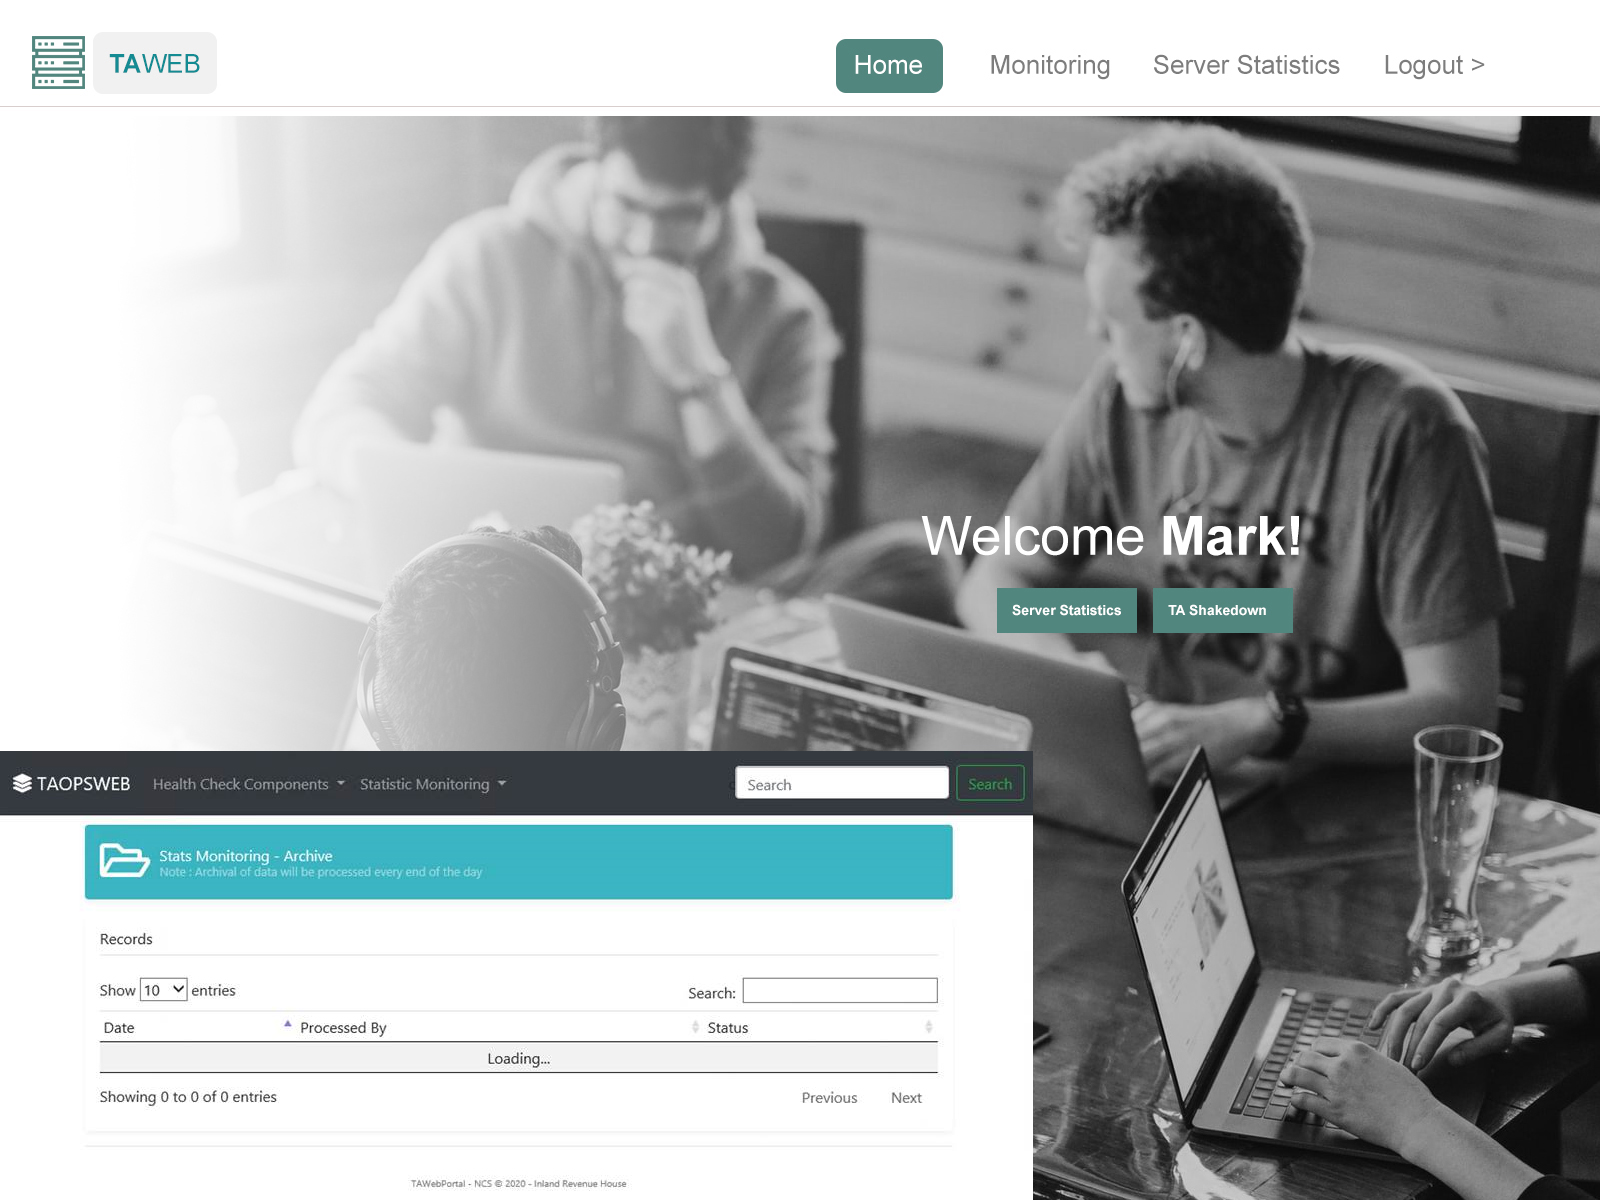 TAWEB
Home Monitoring Server Statistics Logout >
Welcome Mark!
Server Statistics TA Shakedown
TAOPSWEB Health Check Components Statistic Monitoring Search Search
Stats Monitoring - Archive
Note : Archival of data will be processed every end of the day
Records
Show 10 entries Search:
Date Processed By Status
Loading...
Showing 0 to 0 of 0 entries Previous Next
TAWebPortal - NCS © 2020 - Inland Revenue House